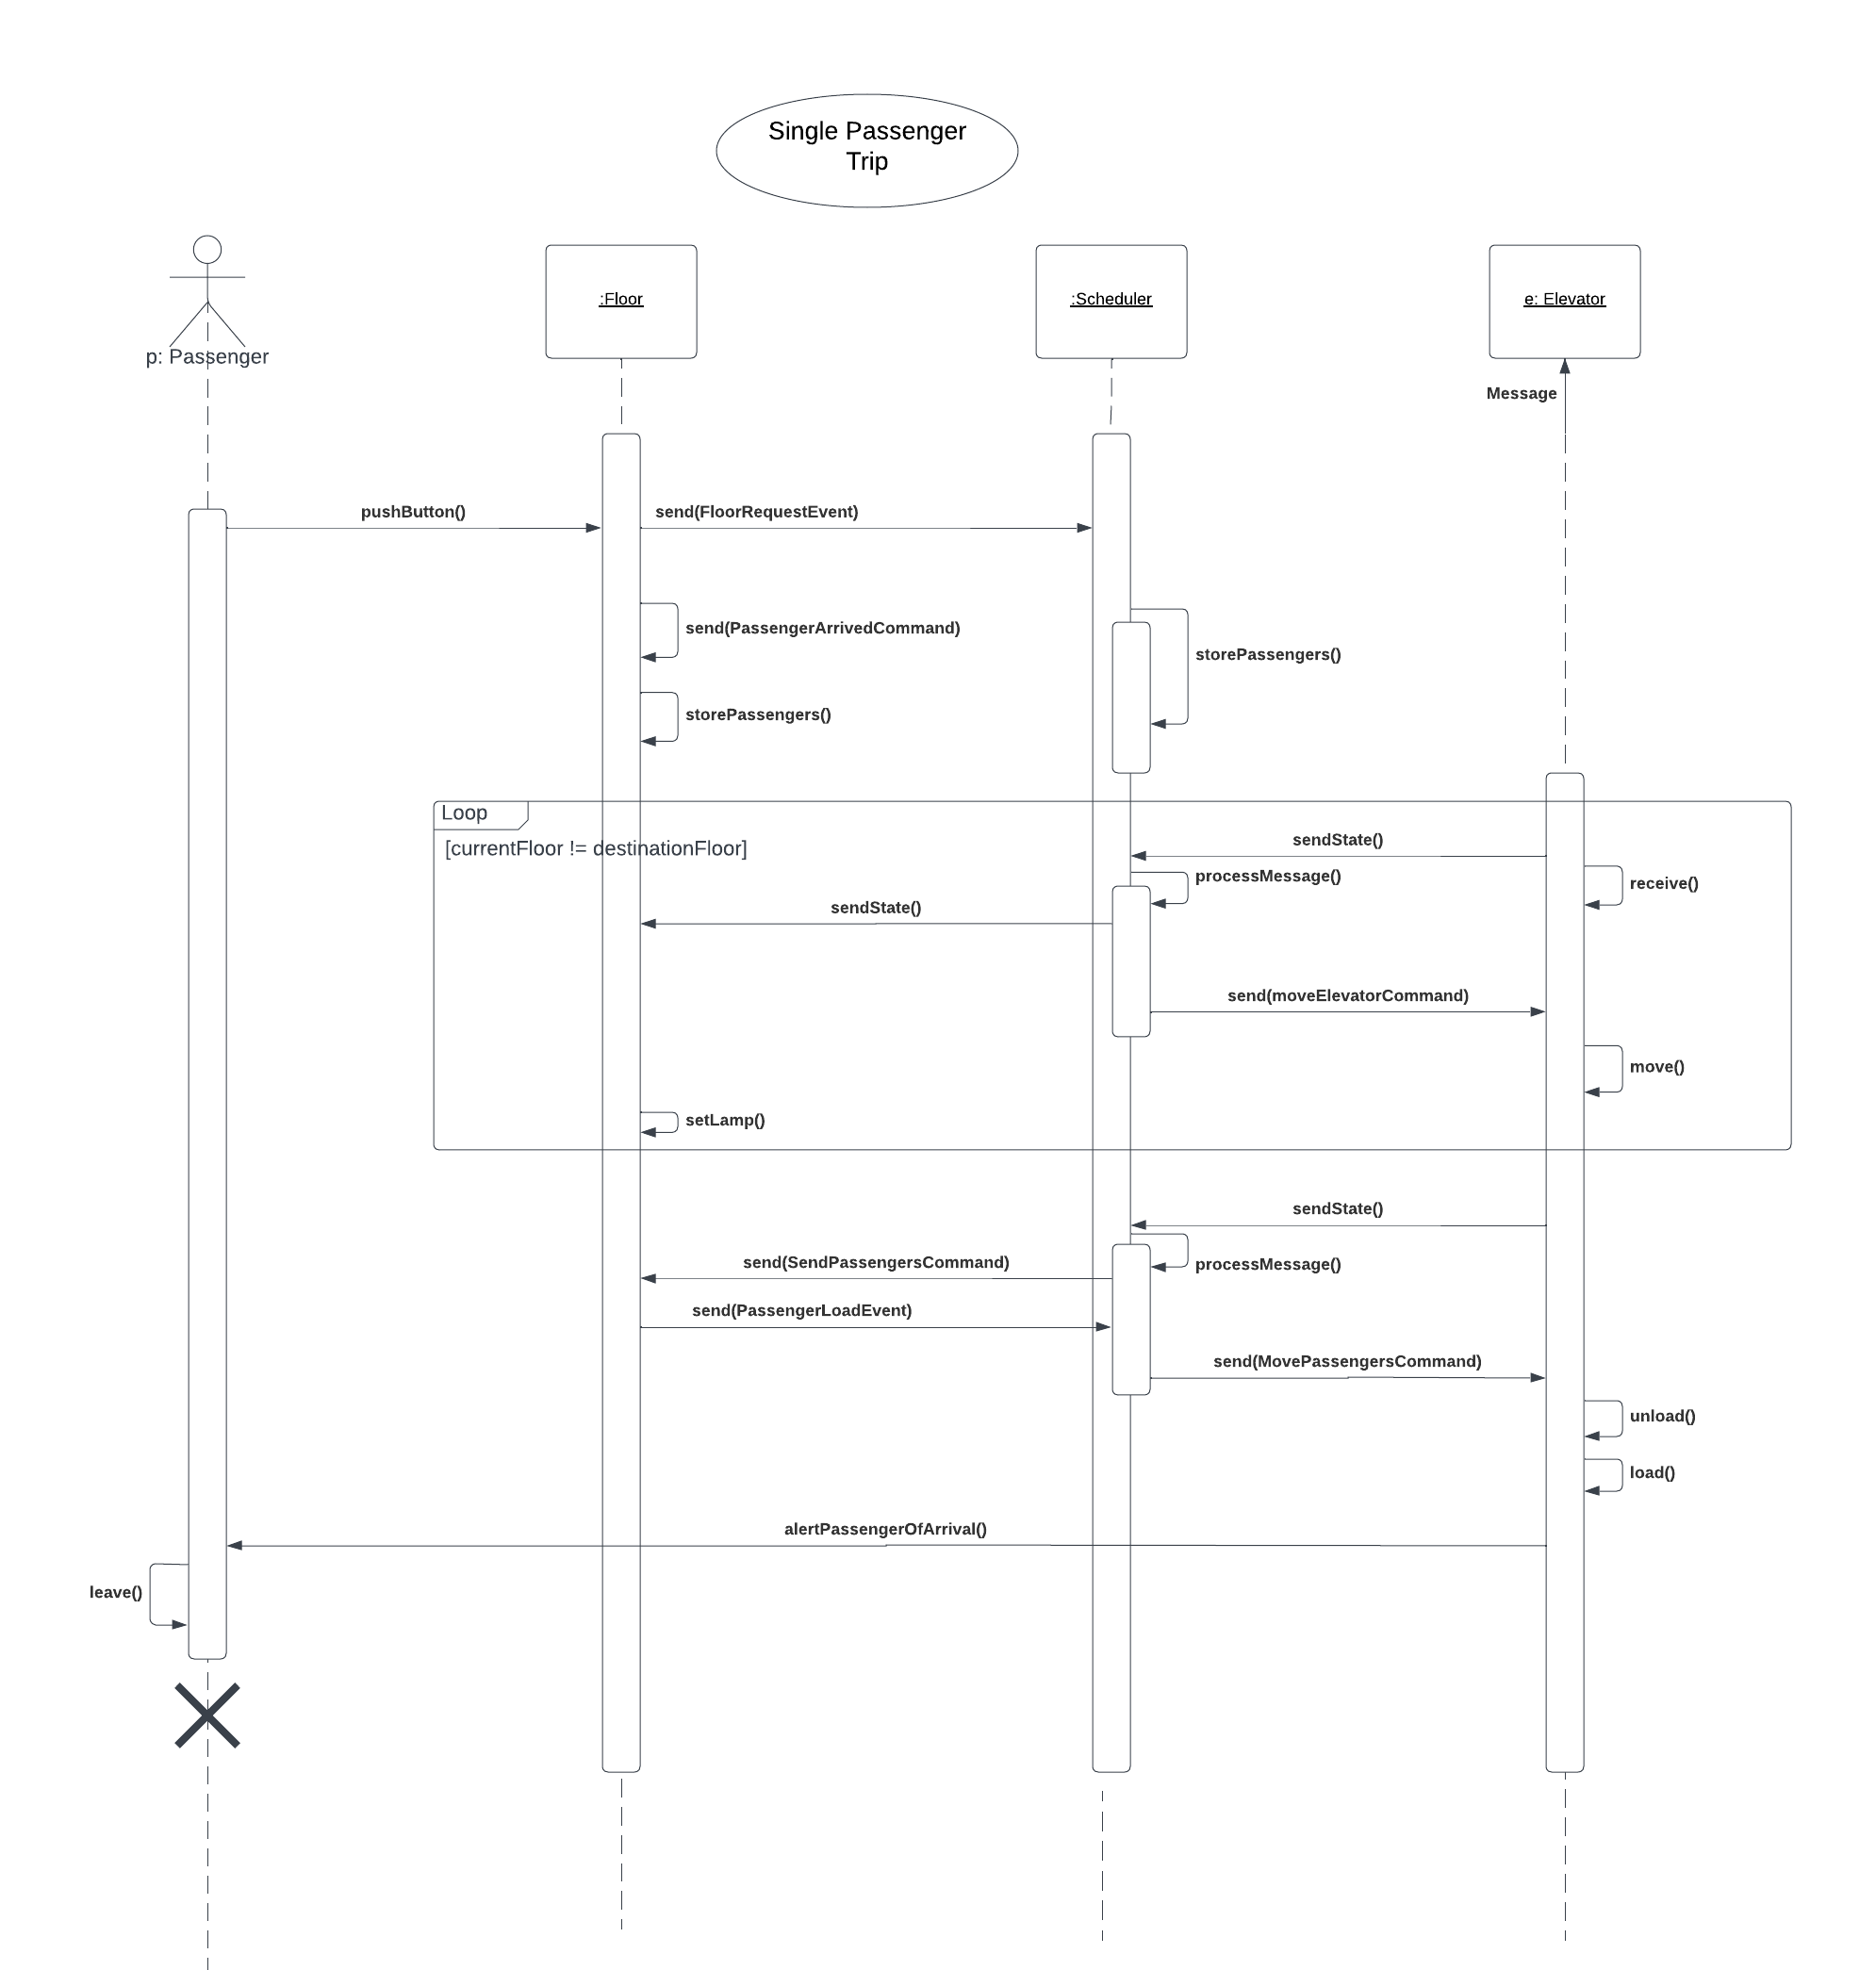 Single Passenger
Trip
p: Passenger
:Floor
:Scheduler
e: Elevator
Message
pushButton()
send(FloorRequestEvent)
send(PassengerArrivedCommand)
storePassengers()
storePassengers()
Loop
[currentFloor != destinationFloor]
sendState()
processMessage()
receive()
sendState()
send(moveElevatorCommand)
move()
setLamp()
sendState()
send(SendPassengersCommand)
processMessage()
send(PassengerLoadEvent)
send(MovePassengersCommand)
unload()
load()
alertPassengerOfArrival()
leave()